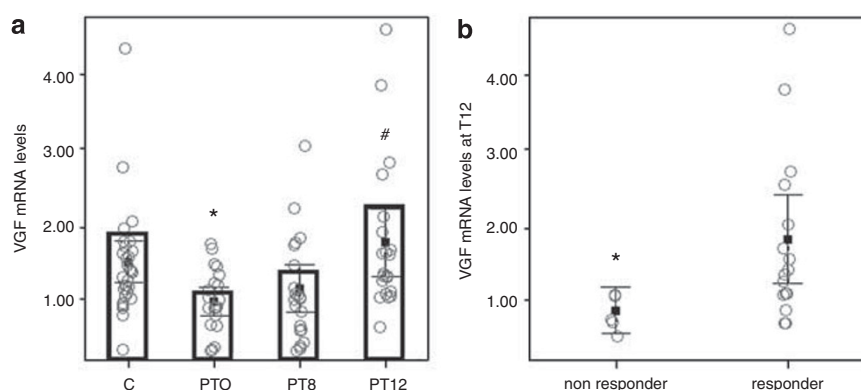 a
VGF mRNA levels
4.00
3.00
2.00
1.00
*
#
C PTO PT8 PT12
b
VGF mRNA levels at T12
4.00
3.00
2.00
1.00
*
non responder responder